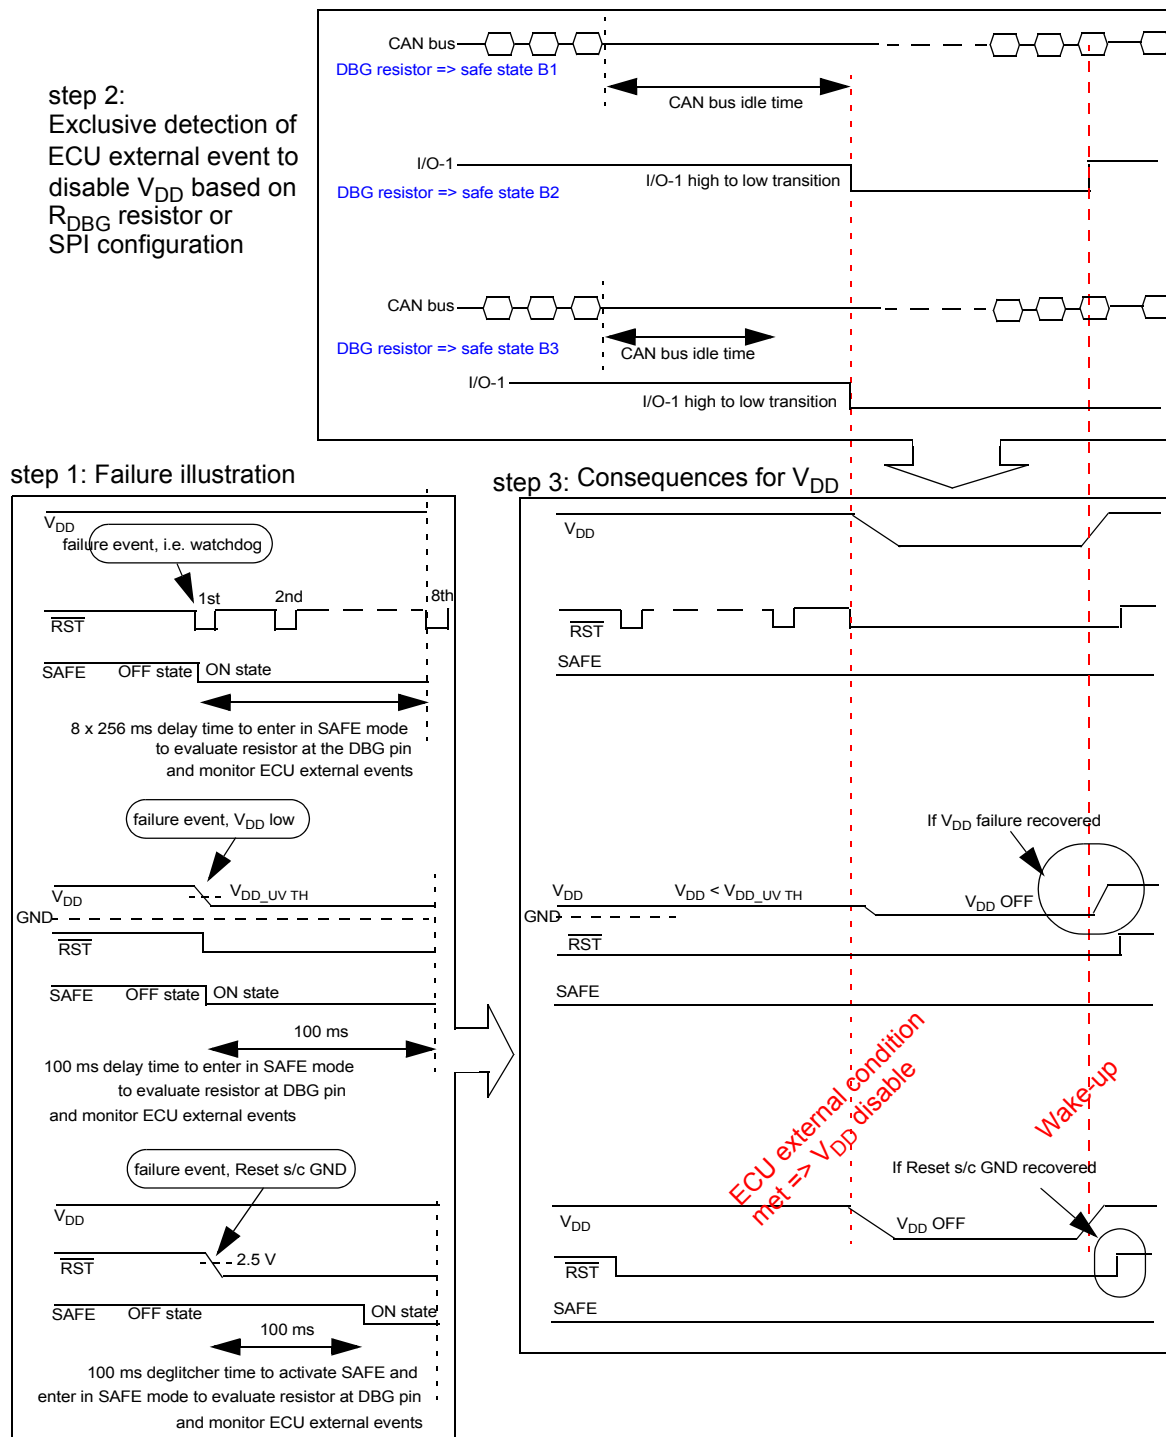 step 2:
Exclusive detection of
ECU external event to
disable VDD based on
RDBG resistor or
SPI configuration
CAN bus
DBG resistor => safe state B1
CAN bus idle time
I/O-1
I/O-1 high to low transition
DBG resistor => safe state B2
CAN bus
DBG resistor => safe state B3
CAN bus idle time
I/O-1
I/O-1 high to low transition
step 1: Failure illustration
VDD
failure event, i.e. watchdog
1st
2nd
8th
RST
SAFE
OFF state
ON state
8 x 256 ms delay time to enter in SAFE mode
to evaluate resistor at the DBG pin
and monitor ECU external events
failure event, VDD low
VDD
VDD_UV TH
GND
RST
SAFE
OFF state
ON state
100 ms
100 ms delay time to enter in SAFE mode
to evaluate resistor at DBG pin
and monitor ECU external events
failure event, Reset s/c GND
VDD
RST
2.5 V
SAFE
OFF state
ON state
100 ms
100 ms deglitcher time to activate SAFE and
enter in SAFE mode to evaluate resistor at DBG pin
and monitor ECU external events
step 3: Consequences for VDD
VDD
RST
SAFE
If VDD failure recovered
VDD
VDD < VDD_UV TH
VDD OFF
GND
RST
SAFE
ECU external condition
met => VDD disable
Wake-up
If Reset s/c GND recovered
VDD
VDD OFF
RST
SAFE